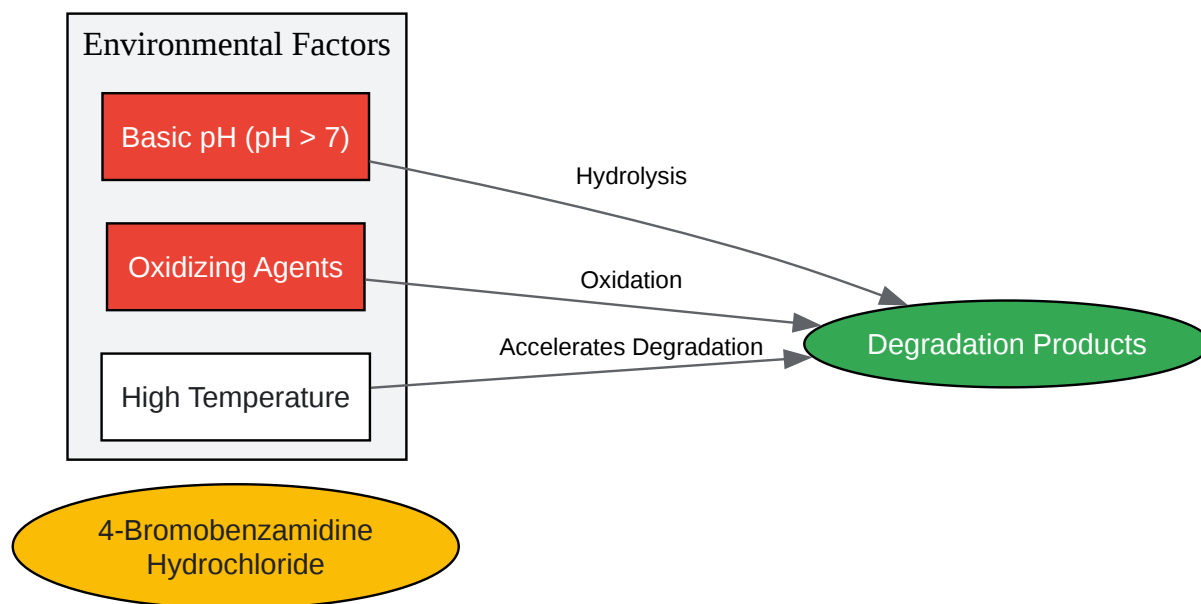 Environmental Factors
Basic pH (pH > 7)
Hydrolysis
Oxidizing Agents
Oxidation
Accelerates Degradation
Degradation Products
High Temperature
4-Bromobenzamidine
Hydrochloride